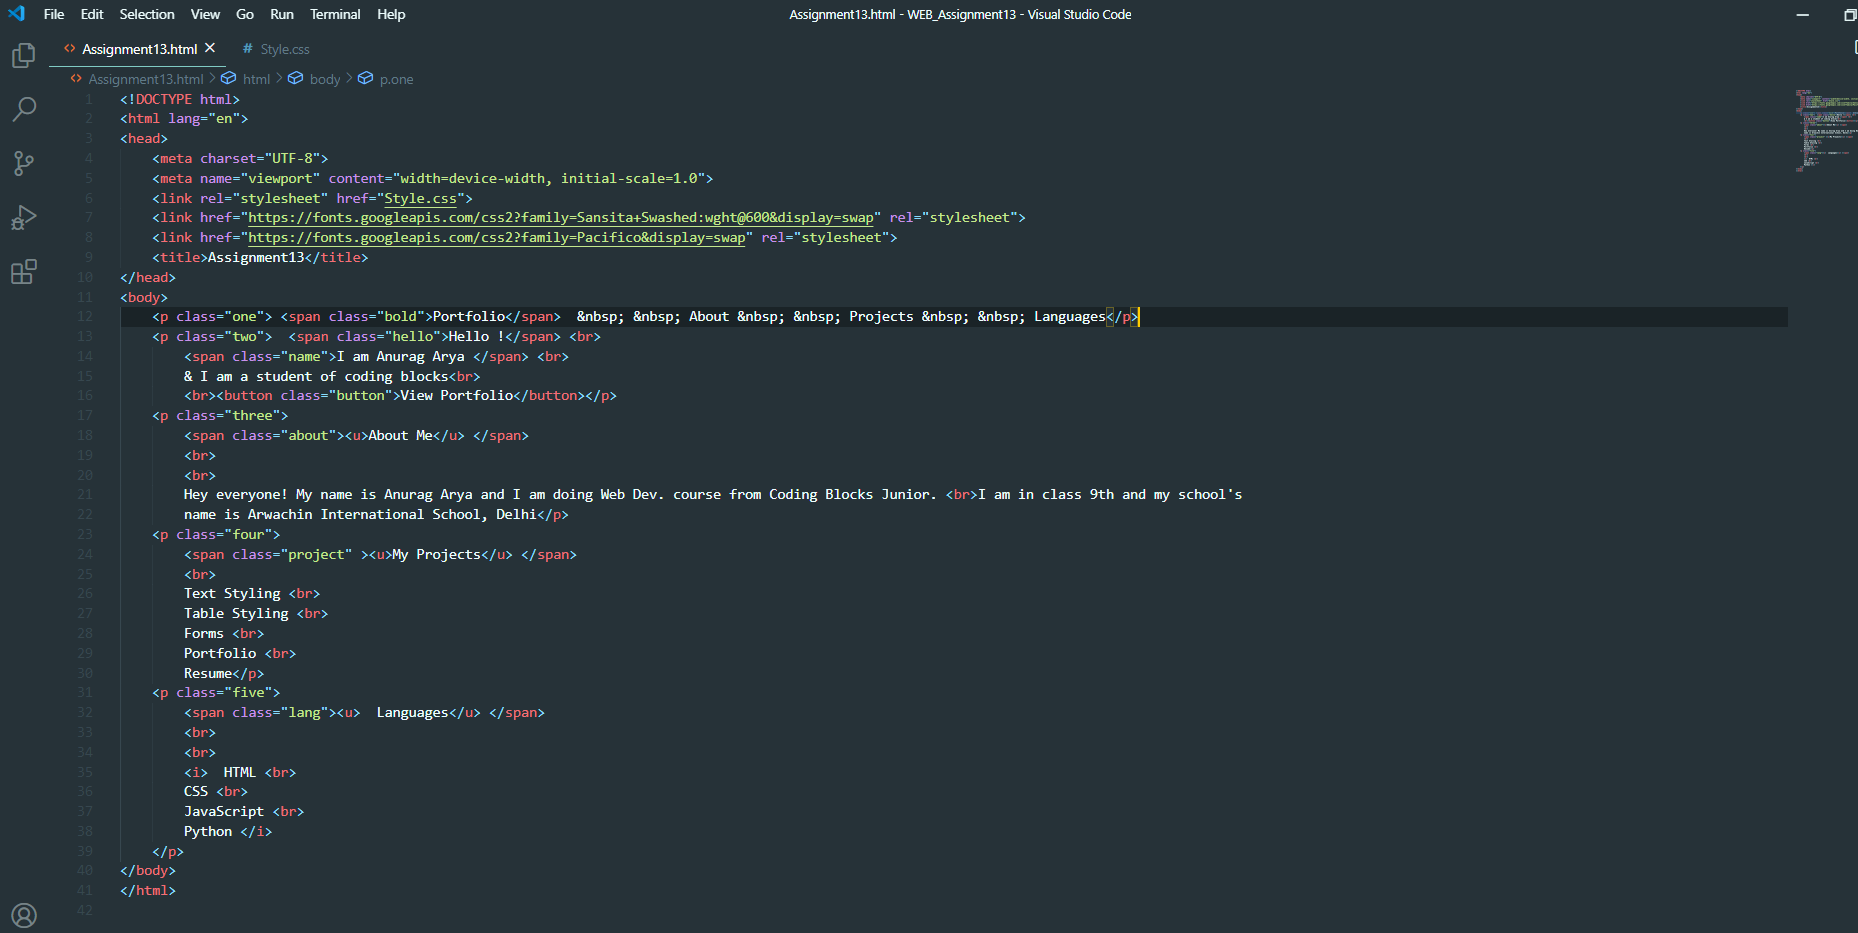 File Edit Selection View Go Run Terminal Help Assignment13.html - WEB_Assignment13 - Visual Studio Code
Assignment13.html Style.css
Assignment13.html > html > body > p.one
1 <!DOCTYPE html>
2 <html lang="en">
3 <head>
4 <meta charset="UTF-8">
5 <meta name="viewport" content="width=device-width, initial-scale=1.0">
6 <link rel="stylesheet" href="Style.css">
7 <link href="https://fonts.googleapis.com/css2?family=Sansita+Swashed:wght@600&display=swap" rel="stylesheet">
8 <link href="https://fonts.googleapis.com/css2?family=Pacifico&display=swap" rel="stylesheet">
9 <title>Assignment13</title>
10 </head>
11 <body>
12 <p class="one"> <span class="bold">Portfolio</span>  &nbsp; &nbsp; About &nbsp; &nbsp; Projects &nbsp; &nbsp; Languages</p>
13 <p class="two">  <span class="hello">Hello !</span> <br>
14 <span class="name">I am Anurag Arya </span> <br>
15 & I am a student of coding blocks<br>
16 <br><button class="button">View Portfolio</button></p>
17 <p class="three">
18 <span class="about"><u>About Me</u> </span>
19 <br>
20 <br>
21 Hey everyone! My name is Anurag Arya and I am doing Web Dev. course from Coding Blocks Junior. <br>I am in class 9th and my school's
22 name is Arwachin International School, Delhi</p>
23 <p class="four">
24 <span class="project" ><u>My Projects</u> </span>
25 <br>
26 Text Styling <br>
27 Table Styling <br>
28 Forms <br>
29 Portfolio <br>
30 Resume</p>
31 <p class="five">
32 <span class="lang"><u>  Languages</u> </span>
33 <br>
34 <br>
35 <i>  HTML <br>
36 CSS <br>
37 JavaScript <br>
38 Python </i>
39 </p>
40 </body>
41 </html>
42